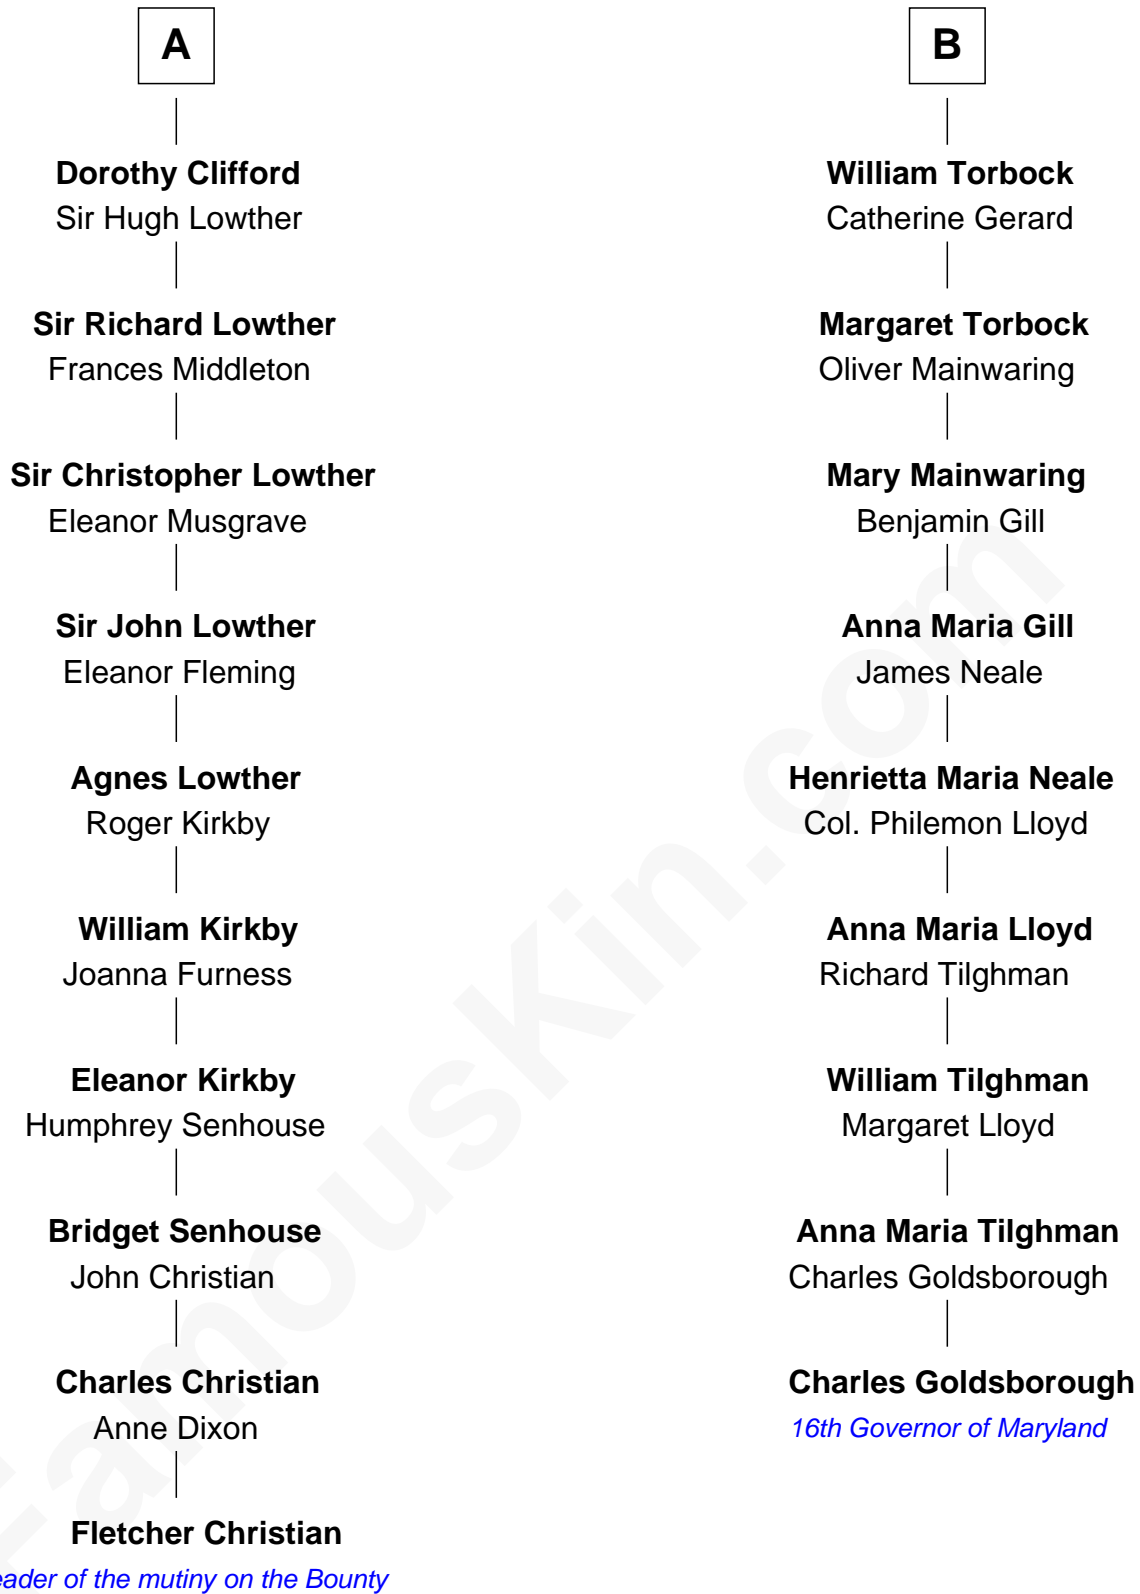 A
Dorothy Clifford
Sir Hugh Lowther
Sir Richard Lowther
Frances Middleton
Sir Christopher Lowther
Eleanor Musgrave
Sir John Lowther
Eleanor Fleming
Agnes Lowther
Roger Kirkby
William Kirkby
Joanna Furness
Eleanor Kirkby
Humphrey Senhouse
Bridget Senhouse
John Christian
Charles Christian
Anne Dixon
Fletcher Christian
eader of the mutiny on the Bounty
B
William Torbock
Catherine Gerard
Margaret Torbock
Oliver Mainwaring
Mary Mainwaring
Benjamin Gill
Anna Maria Gill
James Neale
Henrietta Maria Neale
Col. Philemon Lloyd
Anna Maria Lloyd
Richard Tilghman
William Tilghman
Margaret Lloyd
Anna Maria Tilghman
Charles Goldsborough
Charles Goldsborough
16th Governor of Maryland
FamousKin.com